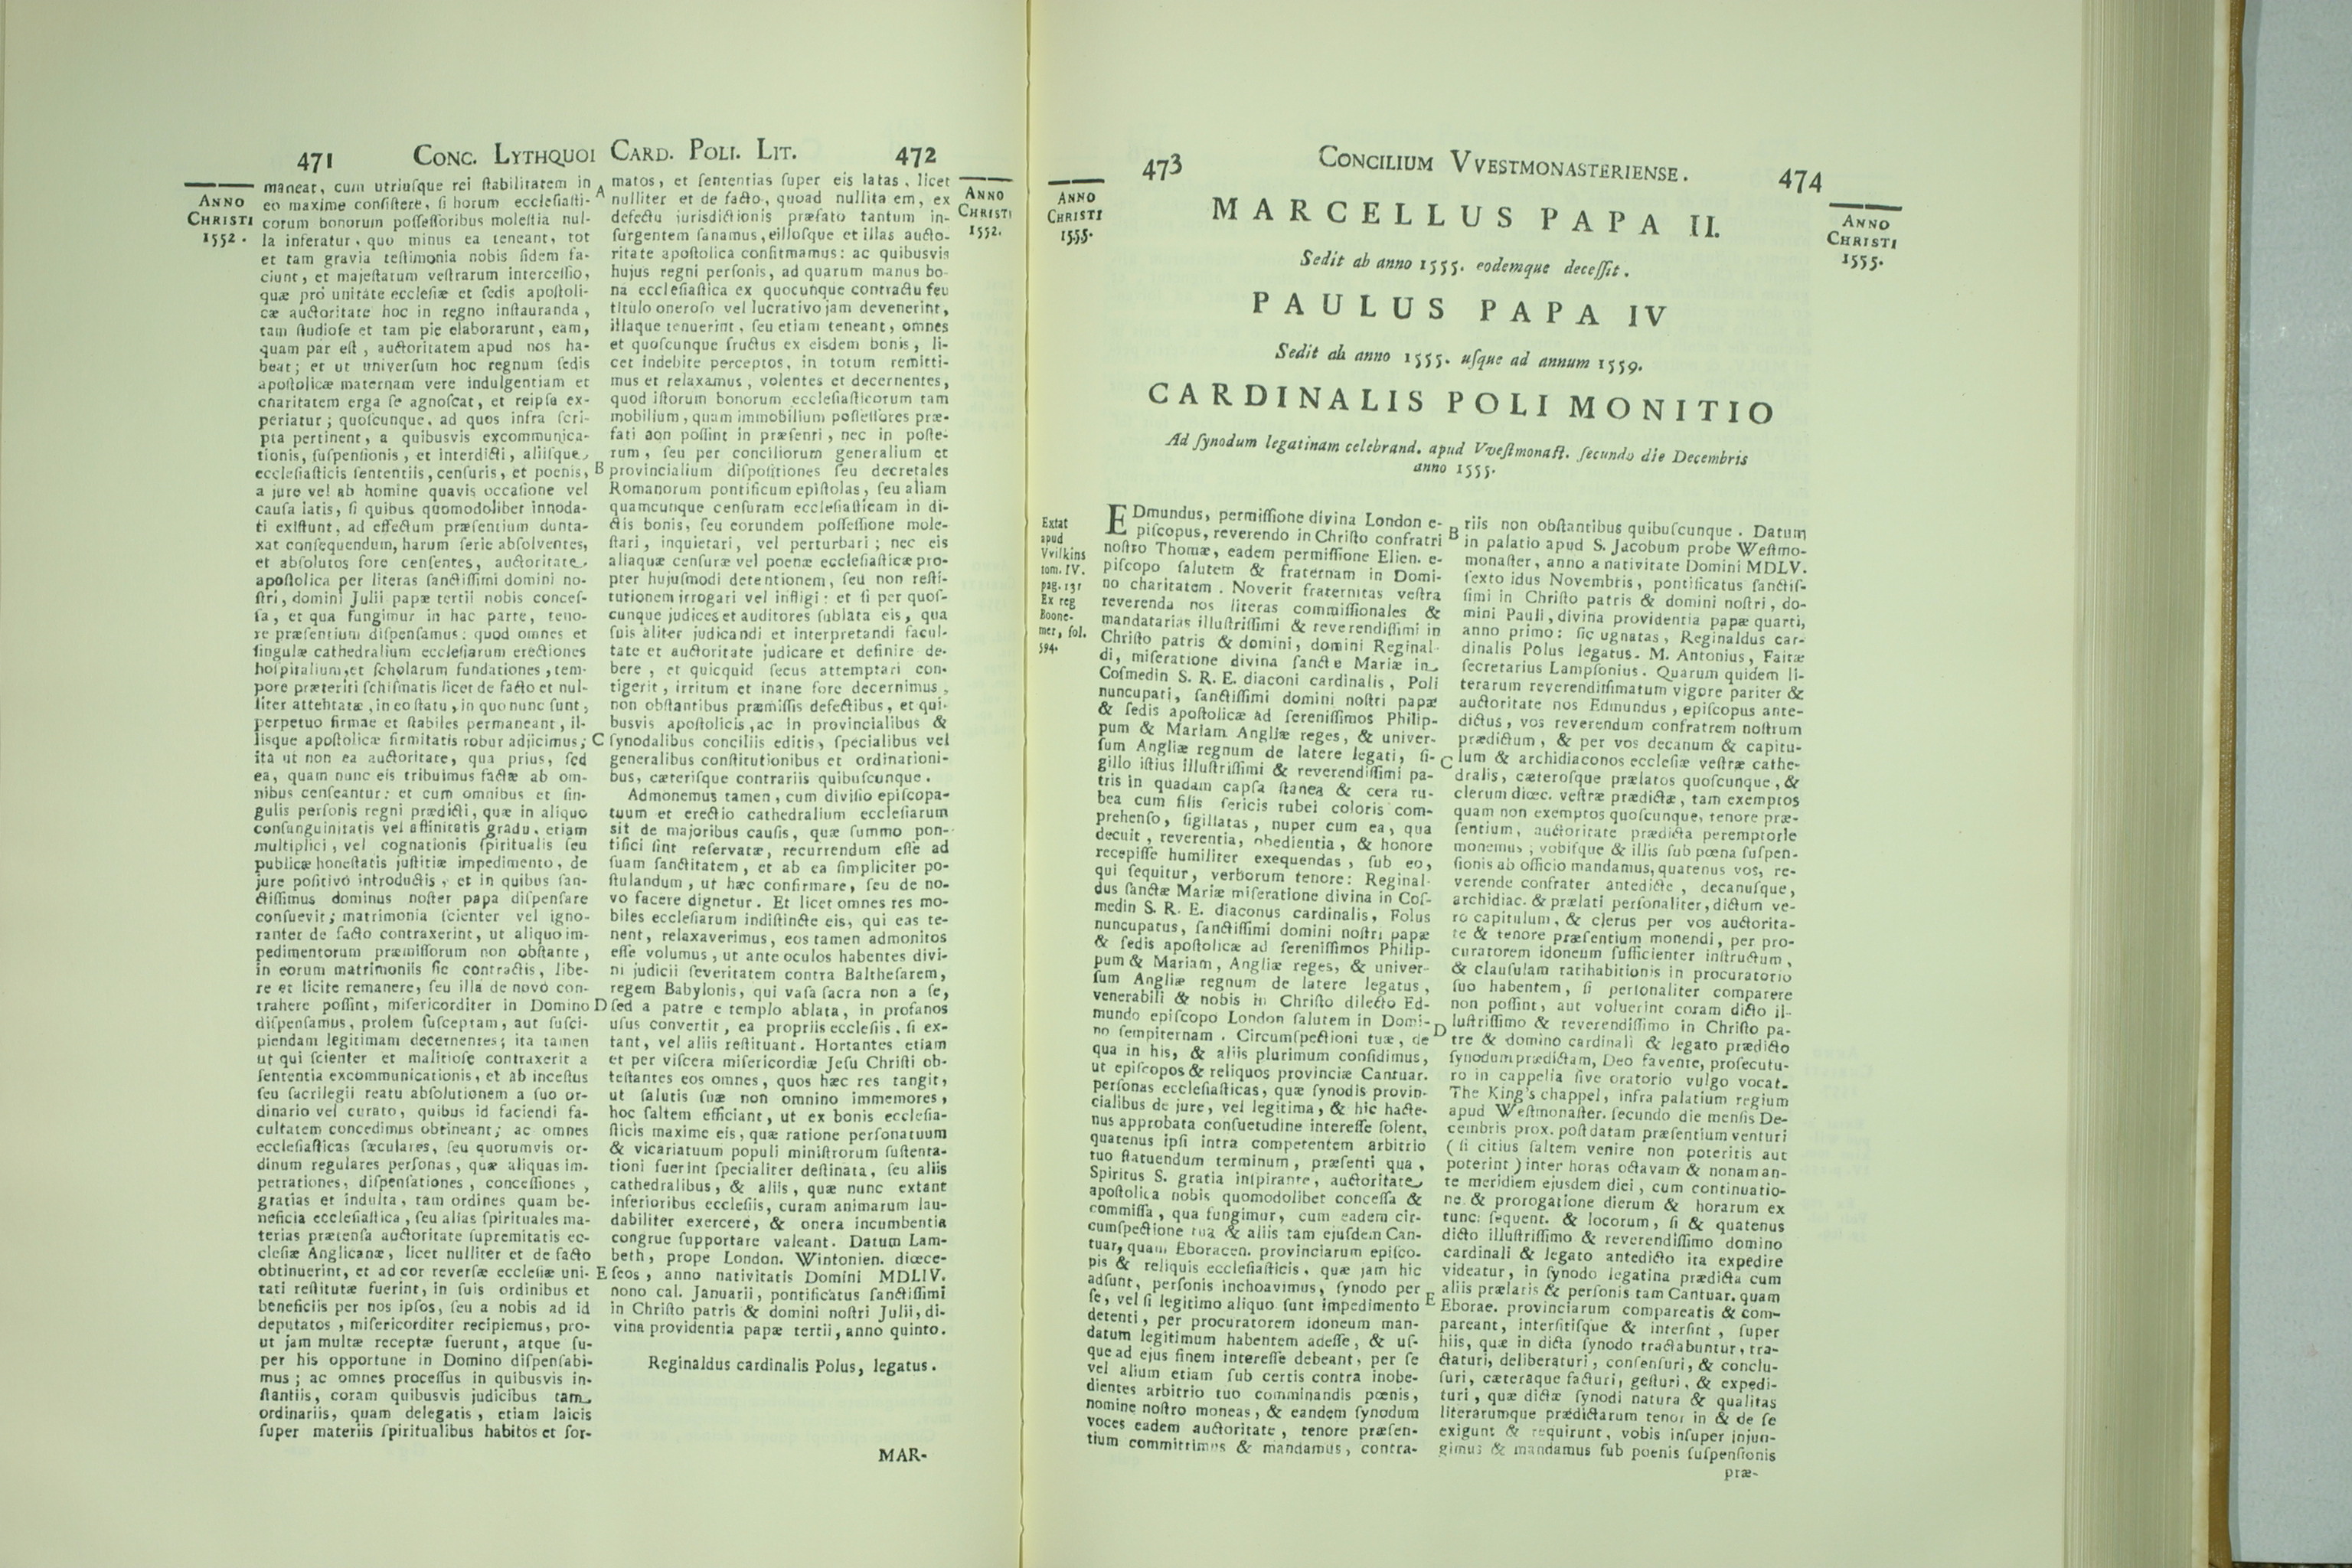 471 CONC. LYTHQUOI CARD. POLI. LIT. 472
ANNO
CHRISTI
1552.
maneat, cum utriuſque rei ſtabilitatem in
eo maxime conſiſtere, ſi horum eccleſiaſti-
corum bonorum poſſeſſoribus moleſtia nul-
la inferatur, quo minus ea teneant, tot
et tam gravia teſtimonia nobis fidem fa-
ciunt, et majeſtatum veſtrarum interceſſio,
quæ pro unitate eccleſiæ et ſedis apoſtoli-
cæ auctoritate hoc in regno inſtauranda,
tam ſtudioſe et tam pie elaborarunt, eam,
quam par eſt, auctoritatem apud nos ha-
beat; et ut univerſum hoc regnum ſedis
apoſtolicæ maternam vere indulgentiam et
charitatem erga ſe agnoſcat, et reipſa ex-
periatur; quoſcunque, ad quos infra ſcri-
pta pertinent, a quibusvis excommunica-
tionis, ſuſpenſionis, et interdicti, aliiſque
eccleſiaſticis ſententiis, cenſuris, et poenis,
a jure vel ab homine quavis occaſione vel
cauſa latis, ſi quibus quomodolibet innoda-
ti exiſtunt, ad effectum præſentium dunta-
xat conſequendum, harum ſerie abſolventes,
et abſolutos fore cenſentes, auctoritate
apoſtolica per literas ſanctiſſimi domini no-
ſtri, domini Julii papæ tertii nobis conceſ-
ſa, et qua fungimur in hac parte, teno-
re præſentium diſpenſamus: quod omnes et
ſingulæ cathedralium eccleſiarum erectiones
hoſpitalium, et ſcholarum fundationes, tem-
pore præteriti ſchiſmatis licet de facto et nul-
liter attentatæ, in eo ſtatu, in quo nunc ſunt,
perpetuo firmæ et ſtabiles permaneant, il-
lisque apoſtolicæ firmitatis robur adjicimus;
ita ut non ea auctoritate, qua prius, ſed
ea, quam nunc eis tribuimus factæ ab om-
nibus cenſeantur: et cum omnibus et ſin-
gulis perſonis regni prædicti, quæ in aliquo
conſunguinitatis vel affinitatis gradu, etiam
multiplici, vel cognationis ſpiritualis ſeu
publicæ honeſtatis juſtitiæ impedimento, de
jure poſitivo introductis, et in quibus ſan-
ctiſſimus dominus noſter papa diſpenſare
conſuevit; matrimonia ſcienter vel igno-
ranter de facto contraxerint, ut aliquo im-
pedimentorum præmiſſorum non obſtante,
in eorum matrimoniis ſic contractis, libe-
re et licite remanere, ſeu illa de novo con-
trahere poſſint, miſericorditer in Domino
diſpenſamus, prolem ſuſceptam, aut ſuſci-
piendam legitimam decernentes; ita tamen
ut qui ſcienter et malitioſe contraxerit a
ſententia excommunicationis, et ab inceſtus
ſeu ſacrilegii reatu abſolutionem a ſuo or-
dinario vel curato, quibus id faciendi fa-
cultatem concedimus obtineant; ac omnes
eccleſiaſticas ſæculares, ſeu quorumvis or-
dinum regulares perſonas, quæ aliquas im-
petrationes, diſpenſationes, conceſſiones,
gratias et indulta, tam ordines quam be-
neficia eccleſiaſtica, ſeu alias ſpirituales ma-
terias prætenſa auctoritate ſupremitatis ec-
cleſiæ Anglicanæ, licet nulliter et de facto
obtinuerint, et ad cor reverſæ eccleſiæ uni-
tati reſtitutæ fuerint, in ſuis ordinibus et
beneficiis per nos ipſos, ſeu a nobis ad id
deputatos, miſericorditer recipiemus, pro-
ut jam multæ receptæ fuerunt, atque ſu-
per his opportune in Domino diſpenſabi-
mus; ac omnes proceſſus in quibusvis in-
ſtantiis, coram quibusvis judicibus tam
ordinariis, quam delegatis, etiam laicis
ſuper materiis ſpiritualibus habitos et for-
A
B
C
D
E
matos, et ſententias ſuper eis latas, licet
nulliter et de facto, quoad nullita em, ex
defectu iurisdictionis præfato tantum in-
ſurgentem ſanamus, eilloſque et illas aucto-
ritate apoſtolica confirmamus: ac quibusvis
hujus regni perſonis, ad quarum manus bo-
na eccleſiaſtica ex quocunque contractu ſeu
titulo oneroſo vel lucrativo jam devenerint,
illaque tenuerint, ſeu etiam teneant, omnes
et quoſcunque fructus ex eisdem bonis, li-
cet indebite perceptos, in totum remitti-
mus et relaxamus, volentes et decernentes,
quod iſtorum bonorum eccleſiaſticorum tam
mobilium, quam immobilium poſſeſſores præ-
fati aon poſſint in præſenti, nec in poſte-
rum, ſeu per conciliorum generalium et
provincialium diſpoſitiones ſeu decretales
Romanorum pontificum epiſtolas, ſeu aliam
quamcunque cenſuram eccleſiaſticam in di-
ctis bonis, ſeu eorundem poſſeſſione mole-
ſtari, inquietari, vel perturbari; nec eis
aliquæ cenſuræ vel poenæ eccleſiaſticæ pro-
pter hujuſmodi detentionem, ſeu non reſti-
tutionem irrogari vel infligi: et ſi per quoſ-
cunque judices et auditores ſublata eis, qua
ſuis aliter judicandi et interpretandi facul-
tate et auctoritate judicare et definire de-
bere, et quicquid ſecus attemptari con-
tigerit, irritum et inane fore decernimus,
non obſtantibus præmiſſis defectibus, et qui-
busvis apoſtolicis, ac in provincialibus &
ſynodalibus conciliis editis, ſpecialibus vel
generalibus conſtitutionibus et ordinationi-
bus, cæteriſque contrariis quibuſcunque.
Admonemus tamen, cum diviſio epiſcopa-
tuum et erectio cathedralium eccleſiarum
sit de majoribus cauſis, quæ ſummo pon-
tifici ſint reſervatæ, recurrendum eſſe ad
ſuam ſanctitatem, et ab ea ſimpliciter po-
ſtulandum, ut hæc confirmare, ſeu de no-
vo facere dignetur. Et licet omnes res mo-
biles eccleſiarum indiſtincte eis, qui eas te-
nent, relaxaverimus, eos tamen admonitos
eſſe volumus, ut ante oculos habentes divi-
ni judicii ſeveritatem contra Baltheſarem,
regem Babylonis, qui vaſa ſacra non a ſe,
ſed a patre e templo ablata, in profanos
uſus convertit, ea propriis eccleſiis, ſi ex-
tant, vel aliis reſtituant. Hortantes etiam
et per viſcera miſericordiæ Jeſu Chriſti ob-
teſtantes eos omnes, quos hæc res tangit,
ut ſalutis ſuæ non omnino immemores,
hoc ſaltem efficiant, ut ex bonis eccleſia-
ſticis maxime eis, quæ ratione perſonatuum
& vicariatuum populi miniſtrorum ſuſtenta-
tioni fuerint ſpecialiter deſtinata, ſeu aliis
cathedralibus, & aliis, quæ nunc extant
inferioribus eccleſiis, curam animarum lau-
dabiliter exercere, & onera incumbentia
congrue ſupportare valeant. Datum Lam-
beth, prope London. Wintonien. diœce-
ſeos, anno nativitatis Domini MDLIV.
nono cal. Januarii, pontificatus ſanctiſſimi
in Chriſto patris & domini noſtri Julii, di-
vina providentia papæ tertii, anno quinto.
Reginaldus cardinalis Polus, legatus.
MAR-
ANNO
CHRISTI
1552.
473 CONCILIUM VVESTMONASTERIENSE. 474
ANNO
CHRISTI
1555.
ANNO
CHRISTI
1555.
MARCELLUS PAPA II.
Sedit ab anno 1555. eodemque deceſſit.
PAULUS PAPA IV
Sedit ab anno 1555. uſque ad annum 1559.
CARDINALIS POLI MONITIO
Ad ſynodum legatinam celebrand. apud Vveſtmonaſt. ſecundo die Decembris
anno 1555.
Extat
apud
Vvilkins
tom. IV.
pag. 131
Ex reg
Boone-
mer, fol.
594.
EDmundus, permiſſione divina London e-
piſcopus, reverendo in Chriſto confratri
noſtro Thomæ, eadem permiſſione Elien. e-
piſcopo ſalutem & fraternam in Domi-
no charitatem. Noverit fraternitas veſtra
reverenda nos literas commiſſionales &
mandatarias illuſtriſſimi & reverendiſſimi in
Chriſto patris & domini, domini Reginal-
di, miſeratione divina ſancte Mariæ in
Coſmedin S. R. E. diaconi cardinalis, Poli
nuncupati, ſanctiſſimi domini noſtri papæ
& ſedis apoſtolicæ ad ſereniſſimos Philip-
pum & Mariam Angliæ reges, & univer-
ſum Angliæ regnum de latere legati, ſi-
gillo iſtius illuſtriſſimi & reverendiſſimi pa-
tris in quadam capſa ſtanea & cera ru-
bea cum filis ſericis rubei coloris com-
prehenſo, ſigillatas, nuper cum ea, qua
decuit, reverentia, obedientia, & honore
recepiſſe humiliter exequendas, ſub eo,
qui ſequitur, verborum tenore: Reginal-
dus ſanctæ Mariæ miſeratione divina in Coſ-
medin S. R. E. diaconus cardinalis, Polus
nuncupatus, ſanctiſſimi domini noſtri papæ
& ſedis apoſtolicæ ad ſereniſſimos Philip-
pum & Mariam, Angliæ reges, & univer-
ſum Angliæ regnum de latere legatus,
venerabili & nobis in Chriſto dilecto Ed-
mundo epiſcopo London ſalutem in Domi-
no ſempiternam. Circumſpectioni tuæ, de
qua in his, & aliis plurimum confidimus,
ut epiſcopos & reliquos provinciæ Cantuar.
perſonas eccleſiaſticas, quæ ſynodis provin-
cialibus de jure, vel legitima, & hic hacte-
nus approbata conſuetudine intereſſe ſolent,
quatenus ipſi intra competentem arbitrio
tuo ſtatuendum terminum, præſenti qua,
Spiritus S. gratia inſpirante, auctoritate
apoſtolica nobis quomodolibet conceſſa &
commiſſa, qua fungimur, cum eadem cir-
cumſpectione tua & aliis tam ejuſdem Can-
tuar, quam Eboracen. provinciarum epiſco-
pis & reliquis eccleſiaſticis, quæ jam hic
adſunt, perſonis inchoavimus, ſynodo per
ſe, vel ſi legitimo aliquo ſunt impedimento
detenti, per procuratorem idoneum man-
datum legitimum habentem adeſſe, & uſ-
que ad ejus finem intereſſe debeant, per ſe
vel alium etiam ſub certis contra inobe-
dientes arbitrio tuo comminandis pœnis,
nomine noſtro moneas, & eandem ſynodum
voces eadem auctoritate, tenore præſen-
tium committimus & mandamus, contra-
B
C
D
E
riis non obſtantibus quibuſcunque. Datum
in palatio apud S. Jacobum probe Weſtmo-
monaſter, anno a nativitate Domini MDLV.
ſexto idus Novembris, pontificatus ſanctiſ-
ſimi in Chriſto patris & domini noſtri, do-
mini Pauli, divina providentia papæ quarti,
anno primo: ſic ugnatas, Reginaldus car-
dinalis Polus legatus. M. Antonius, Faitæ
ſecretarius Lampſonius. Quarum quidem li-
terarum reverendiſſimatum vigore pariter &
auctoritate nos Edmundus, epiſcopus ante-
dictus, vos reverendum confratrem noſtrum
prædictum, & per vos decanum & capitu-
lum & archidiaconos eccleſiæ veſtræ cathe-
dralis, cæteroſque prælatos quoſcunque, &
clerum diœc. veſtræ prædictæ, tam exemptos
quam non exemptos quoſcunque, tenore præ-
ſentium, auctoritate prædicta peremptorie
monemus, vobiſque & illis ſub pœna ſuſpen-
ſionis ab officio mandamus, quatenus vos, re-
verende confrater antedicte, decanuſque,
archidiac. & prælati perſonaliter, dictum ve-
ro capitulum, & clerus per vos auctorita-
te & tenore præſentium monendi, per pro-
curatorem idoneum ſufficienter inſtructum,
& clauſulam ratihabitionis in procuratorio
ſuo habentem, ſi perſonaliter comparere
non poſſint, aut voluerint coram dicto il-
luſtriſſimo & reverendiſſimo in Chriſto pa-
tre & domino cardinali & legato prædicto
ſynodum prædictam, Deo favente, proſecutu-
ro in cappella ſive oratorio vulgo vocat.
The King's chappel, infra palatium regium
apud Weſtmonaſter. ſecundo die menſis De-
cembris prox. poſt datam præſentium venturi
( ſi citius ſaltem venire non poteritis aut
poterint ) inter horas octavam & nonam an-
te meridiem ejusdem diei, cum continuatio-
ne & prorogatione dierum & horarum ex
tunc: ſequent. & locorum, ſi & quatenus
dicto illuſtriſſimo & reverendiſſimo domino
cardinali & legato antedicto ita expedire
videatur, in ſynodo legatina prædicta cum
aliis prælatis & perſonis tam Cantuar. quam
Eborae. provinciarum compareatis & com-
pareant, interſitiſque & interſint, ſuper
hiis, quæ in dicta ſynodo tractabuntur, tra-
ctaturi, deliberaturi, conſenſuri, & conclu-
ſuri, cæteraque facturi, geſturi, & expedi-
turi, quæ dictæ ſynodi natura & qualitas
literarumque prædictarum tenor in & de ſe
exigunt & requirunt, vobis inſuper injun-
gimus & mandamus ſub poenis ſuſpenſionis
præ-